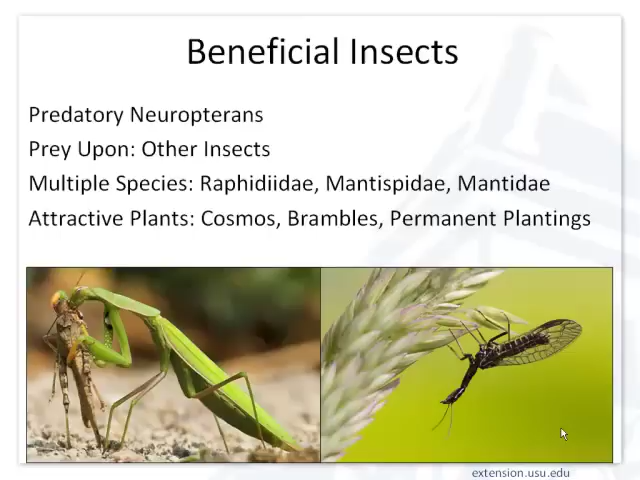 Beneficial Insects
Predatory Neuropterans
Prey Upon: Other Insects
Multiple Species: Raphidiidae, Mantispidae, Mantidae
Attractive Plants: Cosmos, Brambles, Permanent Plantings
extension.usu.edu